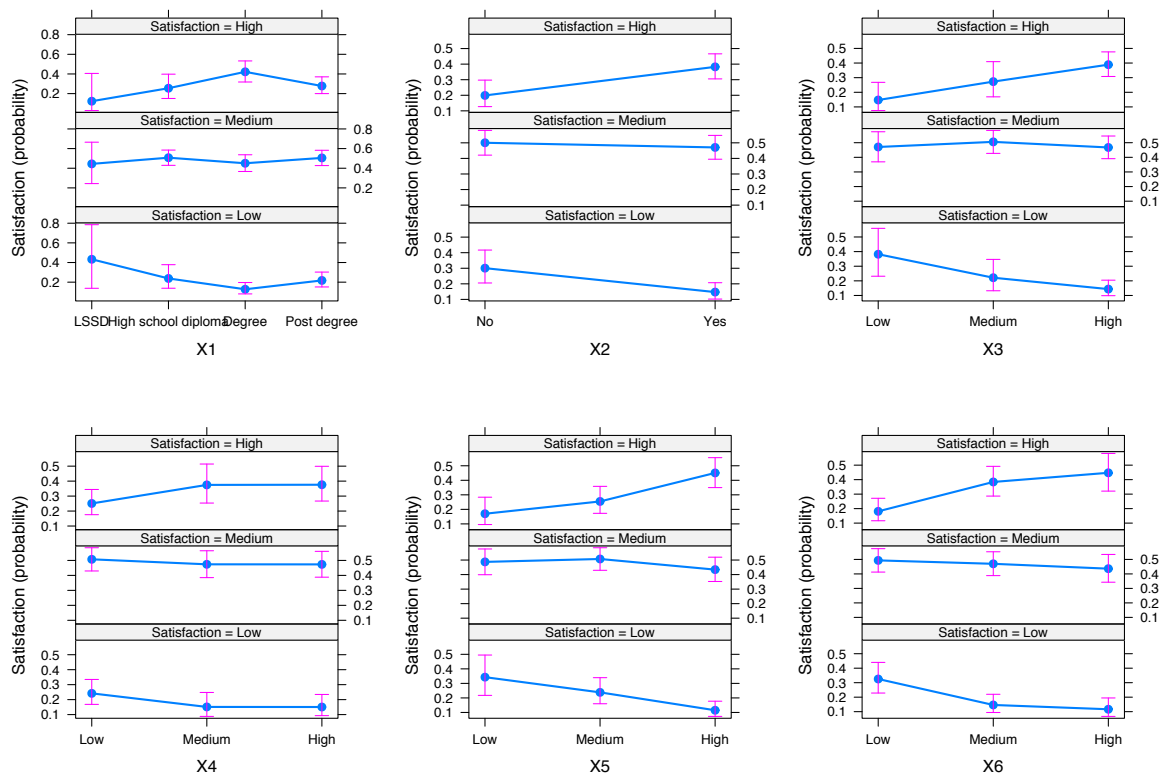 Satisfaction (probability)
Satisfaction = High
0.8
0.6
0.4
0.2
Satisfaction = Medium
0.8
0.6
0.4
0.2
Satisfaction = Low
0.8
0.6
0.4
0.2
LSSD High school diploma Degree Post degree
X1
Satisfaction (probability)
Satisfaction = High
0.5
0.4
0.3
0.2
0.1
Satisfaction = Medium
0.5
0.4
0.3
0.2
0.1
Satisfaction = Low
0.5
0.4
0.3
0.2
0.1
No Yes
X2
Satisfaction (probability)
Satisfaction = High
0.5
0.4
0.3
0.2
0.1
Satisfaction = Medium
0.5
0.4
0.3
0.2
0.1
Satisfaction = Low
0.5
0.4
0.3
0.2
0.1
Low Medium High
X3
Satisfaction (probability)
Satisfaction = High
0.5
0.4
0.3
0.2
0.1
Satisfaction = Medium
0.5
0.4
0.3
0.2
0.1
Satisfaction = Low
0.5
0.4
0.3
0.2
0.1
Low Medium High
X4
Satisfaction (probability)
Satisfaction = High
0.5
0.4
0.3
0.2
0.1
Satisfaction = Medium
0.5
0.4
0.3
0.2
0.1
Satisfaction = Low
0.5
0.4
0.3
0.2
0.1
Low Medium High
X5
Satisfaction (probability)
Satisfaction = High
0.5
0.4
0.3
0.2
0.1
Satisfaction = Medium
0.5
0.4
0.3
0.2
0.1
Satisfaction = Low
0.5
0.4
0.3
0.2
0.1
Low Medium High
X6